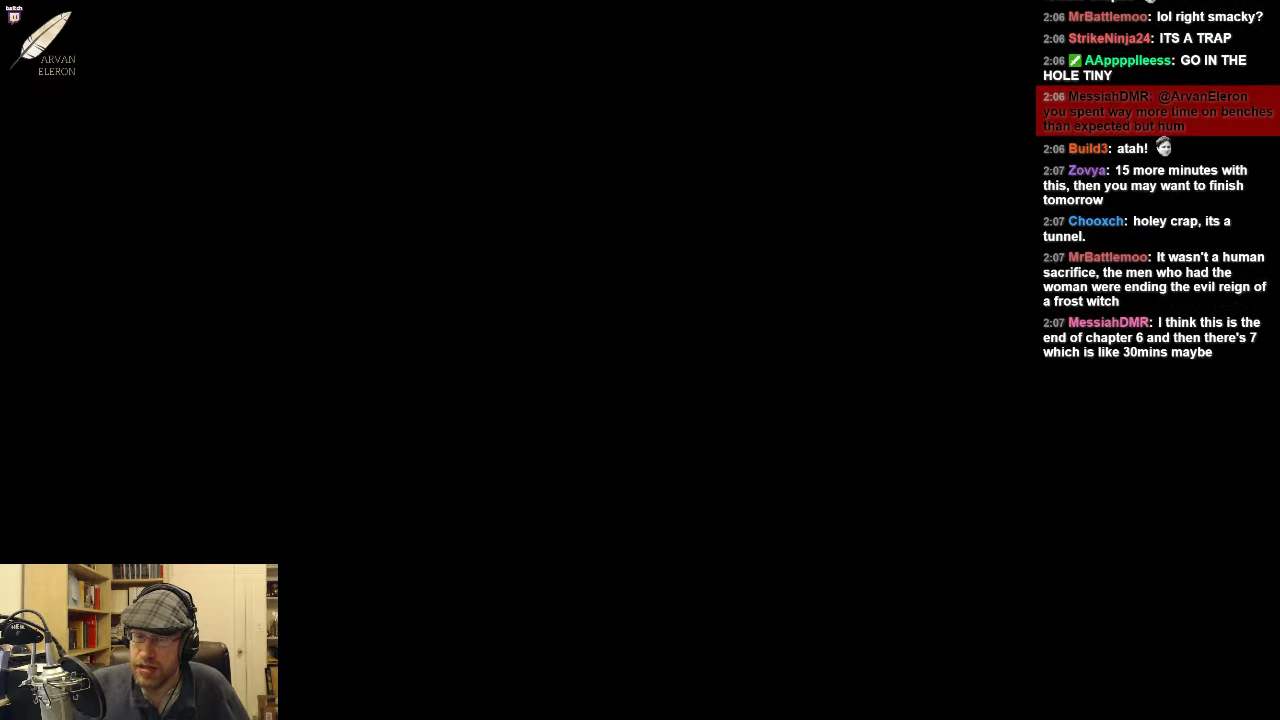 twitch
ARVAN
ELERON
2:06 MrBattlemoo: lol right smacky?
2:06 StrikeNinja24: ITS A TRAP
2:06 AApppplleess: GO IN THE
HOLE TINY
2:06 MessiahDMR: @ArvanEleron
you spent way more time on benches
than expected but hum
2:06 Build3: atah!
2:07 Zovya: 15 more minutes with
this, then you may want to finish
tomorrow
2:07 Chooxch: holey crap, its a
tunnel.
2:07 MrBattlemoo: It wasn't a human
sacrifice, the men who had the
woman were ending the evil reign of
a frost witch
2:07 MessiahDMR: I think this is the
end of chapter 6 and then there's 7
which is like 30mins maybe